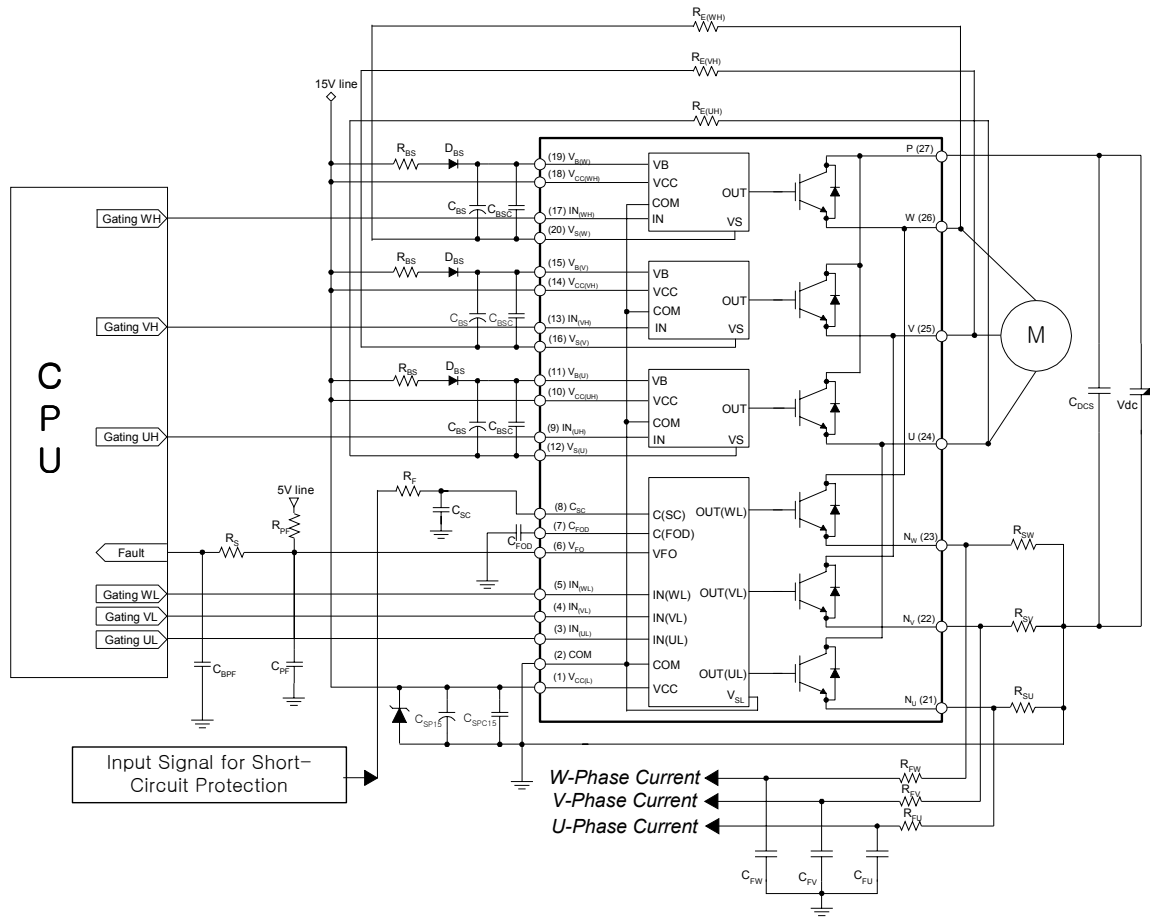 R_E(WH)
R_E(VH)
15V line
R_E(UH)
R_BS D_BS
(19) V_B(W) VB P (27)
(18) V_CC(WH) VCC
OUT
COM
Gating WH C_BS C_BSC (17) IN_(WH) IN
VS W (26)
(20) V_S(W)
R_BS D_BS
(15) V_B(V) VB
(14) V_CC(VH) VCC
OUT
COM
Gating VH C_BS C_BSC (13) IN_(VH) IN
VS V (25) M
(16) V_S(V)
CPU
R_BS D_BS
(11) V_B(U) VB
(10) V_CC(UH) VCC
C_DCS Vdc
OUT
COM
Gating UH C_BS C_BSC (9) IN_(UH) IN
VS U (24)
(12) V_S(U)
R_F
5V line
C_SC
(8) C_SC C(SC) OUT(WL)
R_PF
C_FOD (7) C_FOD C(FOD)
R_S
Fault (6) V_FO VFO
N_W (23) R_SW
Gating WL (5) IN_(WL) IN(WL) OUT(VL)
Gating VL (4) IN_(VL) IN(VL)
N_V (22) R_SV
Gating UL (3) IN_(UL) IN(UL)
(2) COM COM OUT(UL)
C_BPF C_PF
(1) V_CC(L) VCC V_SL
N_U (21) R_SU
C_SP15 C_SPC15
Input Signal for Short-
Circuit Protection
W-Phase Current R_FW
V-Phase Current R_FV
U-Phase Current R_FU
C_FW C_FV C_FU